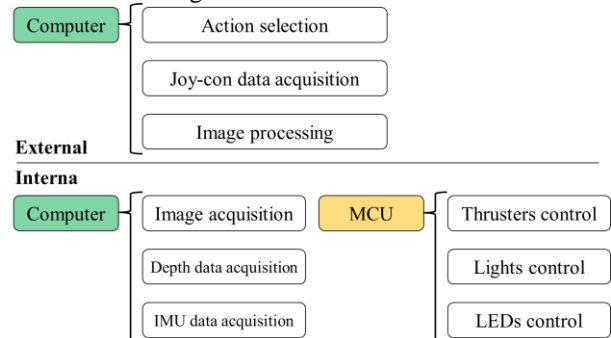 Computer
Action selection
Joy-con data acquisition
Image processing
External
Interna
Computer
Image acquisition
MCU
Thrusters control
Depth data acquisition
Lights control
IMU data acquisition
LEDs control